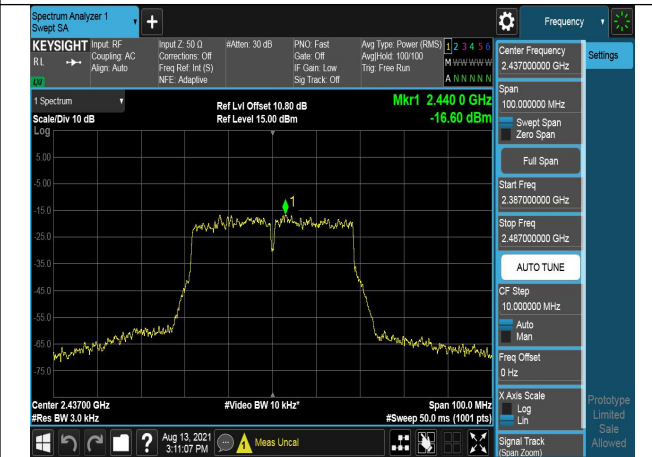 Spectrum Analyzer 1
Swept SA
+
Frequency
KEYSIGHT
RL
Input: RF
Coupling: AC
Align: Auto
Input Z: 50 Ω
Corrections: Off
Freq Ref: Int (S)
NFE: Adaptive
#Atten: 30 dB
PNO: Fast
Gate: Off
IF Gain: Low
Sig Track: Off
Avg Type: Power (RMS)
Avg|Hold: 100/100
Trig: Free Run
1 2 3 4 5 6
M W W W W W
A N N N N N
1 Spectrum
Scale/Div 10 dB
Log
Ref Lvl Offset 10.80 dB
Ref Level 15.00 dBm
Mkr1 2.440 0 GHz
-16.60 dBm
5.00
-5.00
-15.0
-25.0
-35.0
-45.0
-55.0
-65.0
-75.0
1
Center 2.43700 GHz
#Res BW 3.0 kHz
#Video BW 10 kHz*
Span 100.0 MHz
#Sweep 50.0 ms (1001 pts)
Center Frequency
2.437000000 GHz
Settings
Span
100.000000 MHz
Swept Span
Zero Span
Full Span
Start Freq
2.387000000 GHz
Stop Freq
2.487000000 GHz
AUTO TUNE
CF Step
10.000000 MHz
Auto
Man
Freq Offset
0 Hz
X Axis Scale
Log
Lin
Signal Track
(Span Zoom)
Prototype
Limited
Sale
Allowed
?
Aug 13, 2021
3:11:07 PM
Meas Uncal